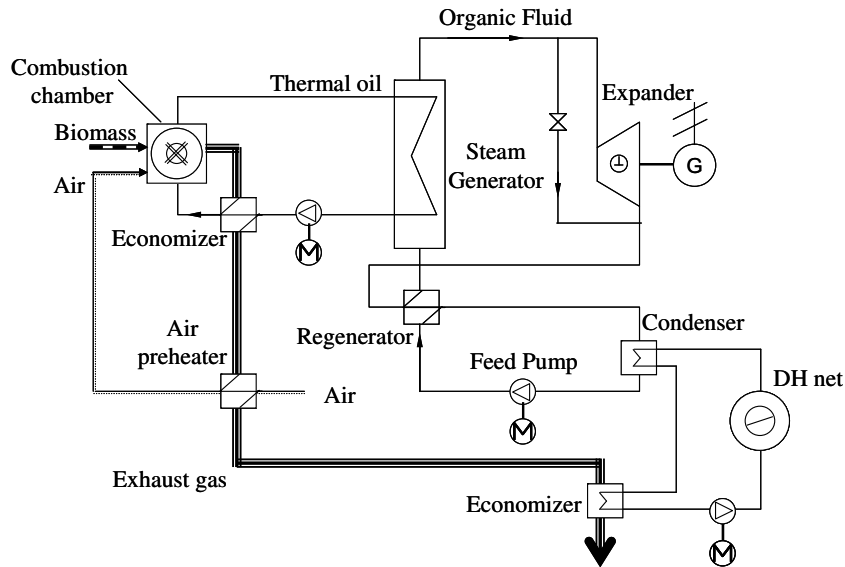 Organic Fluid
Combustion
chamber
Thermal oil
Expander
Biomass
Steam
Generator
G
Air
Economizer
M
Air
preheater
Regenerator
Condenser
Feed Pump
DH net
Air
M
Exhaust gas
Economizer
M